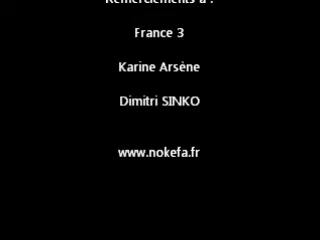 Remerciements à :
France 3
Karine Arsène
Dimitri SINKO
www.nokefa.fr